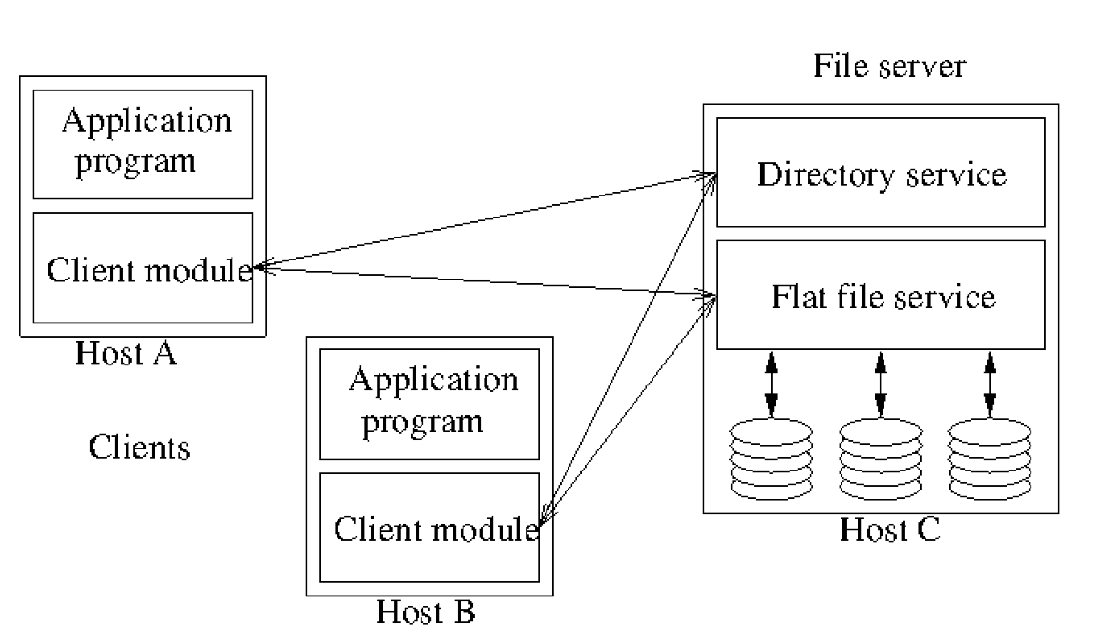 File server
Application
program
Client module
Host A
Directory service
Flat file service
Host C
Clients
Application
program
Client module
Host B